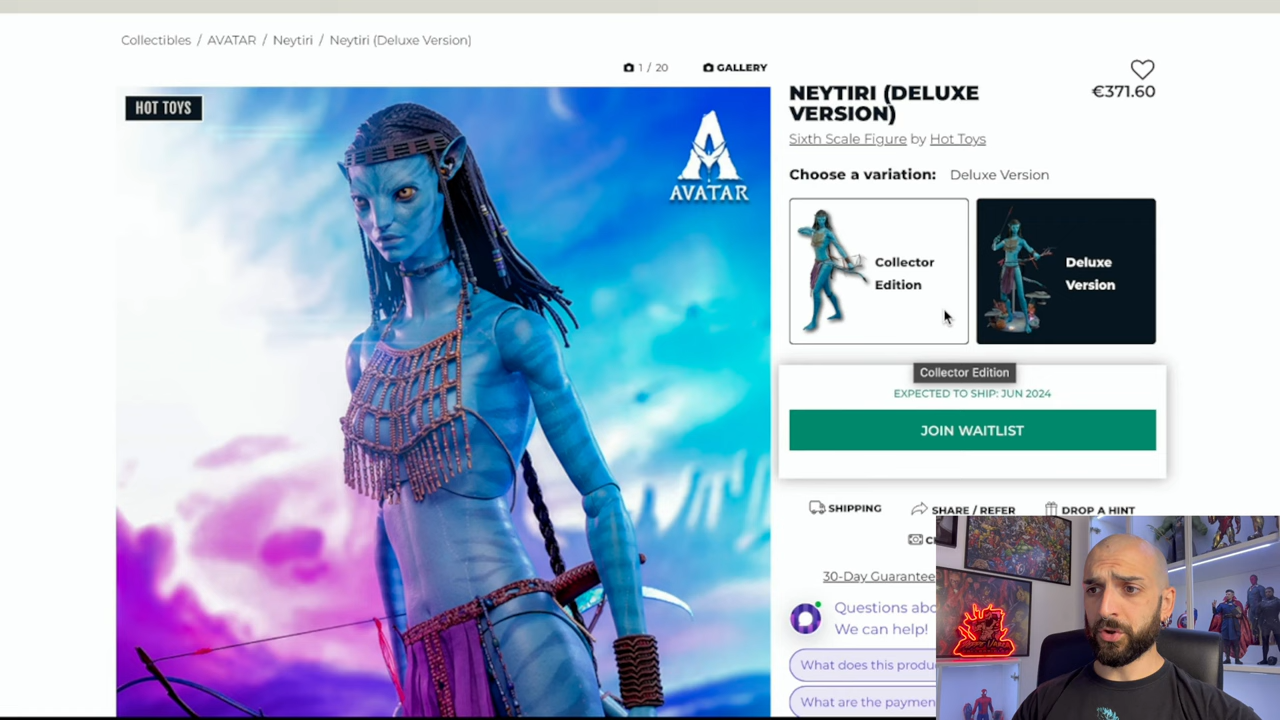 Collectibles / AVATAR / Neytiri / Neytiri (Deluxe Version)
1 / 20
GALLERY
HOT TOYS
AVATAR
NEYTIRI (DELUXE
VERSION)
€371.60
Sixth Scale Figure by Hot Toys
Choose a variation: Deluxe Version
Collector
Edition
Deluxe
Version
Collector Edition
EXPECTED TO SHIP: JUN 2024
JOIN WAITLIST
SHIPPING
SHARE / REFER
DROP A HINT
30-Day Guarantee
Questions abo
We can help!
What does this produ
What are the paymen